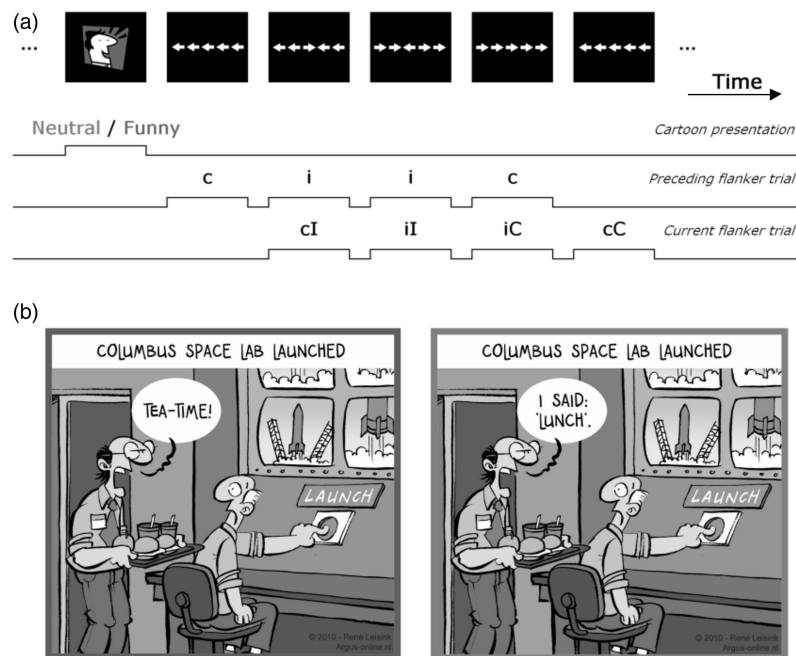 (a)
... ...
Time
Neutral / Funny
Cartoon presentation
c i i c
Preceding flanker trial
cI iI iC cC
Current flanker trial
(b)
COLUMBUS SPACE LAB LAUNCHED
TEA-TIME!
LAUNCH
© 2010 - René Leisink
Argus-online.nl
COLUMBUS SPACE LAB LAUNCHED
I SAID:
'LUNCH'.
LAUNCH
© 2010 - René Leisink
Argus-online.nl